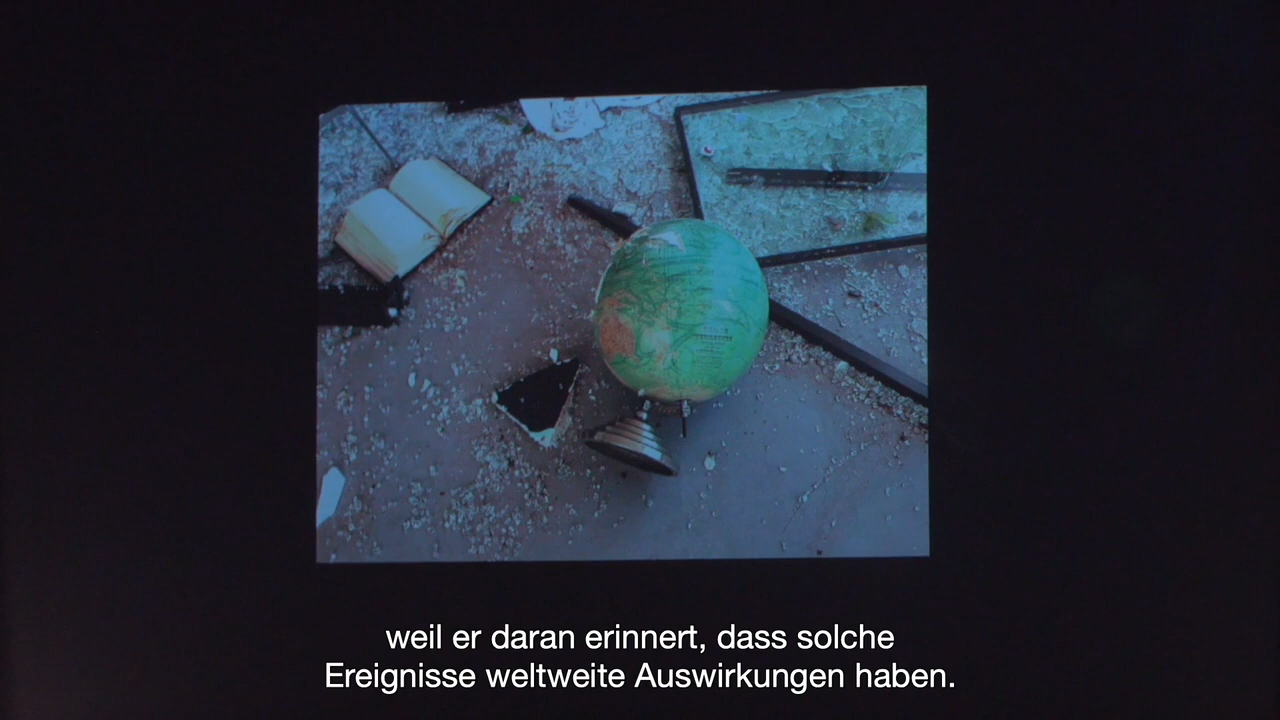 weil er daran erinnert, dass solche
Ereignisse weltweite Auswirkungen haben.